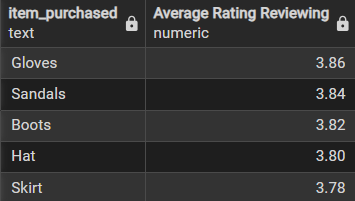 item_purchased Average Rating Reviewing
text numeric
Gloves 3.86
Sandals 3.84
Boots 3.82
Hat 3.80
Skirt 3.78